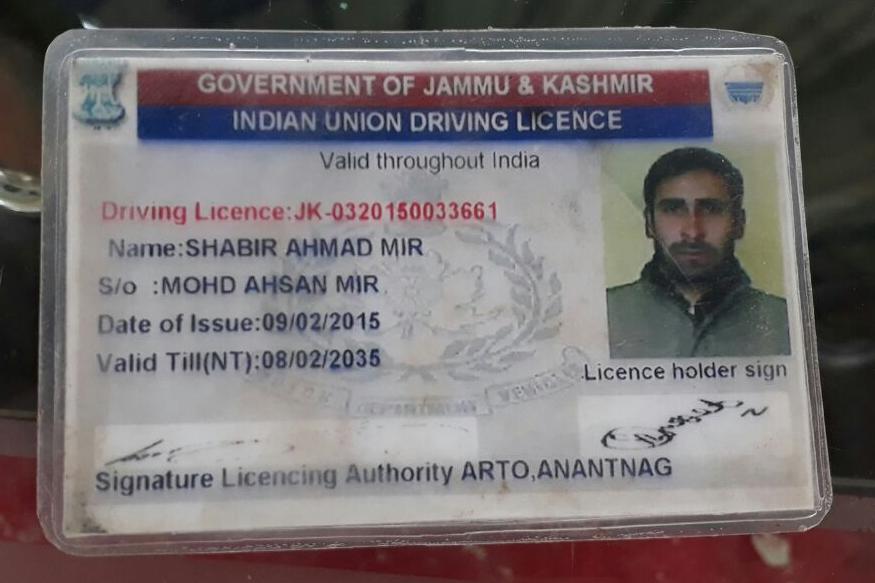 GOVERNMENT OF JAMMU & KASHMIR
INDIAN UNION DRIVING LICENCE
Valid throughout India
Driving Licence:JK-0320150033661
Name:SHABIR AHMAD MIR
S/o :MOHD AHSAN MIR
Date of Issue:09/02/2015
Valid Till(NT):08/02/2035
Licence holder sign
DEPARTMENT
Signature Licencing Authority ARTO,ANANTNAG